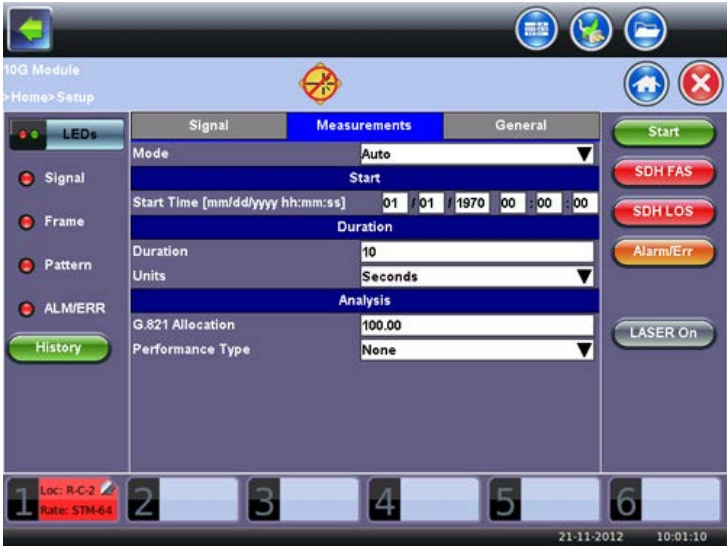 10G Module
>Home>Setup
LEDs
Signal
Frame
Pattern
ALM/ERR
History
Signal Measurements General
Mode Auto
Start
Start Time [mm/dd/yyyy hh:mm:ss] 01 / 01 / 1970 00 : 00 : 00
Duration
Duration 10
Units Seconds
Analysis
G.821 Allocation 100.00
Performance Type None
Start
SDH FAS
SDH LOS
Alarm/Err
LASER On
1 Loc: R-C-2
Rate: STM-64
2
3
4
5
6
21-11-2012 10:01:10